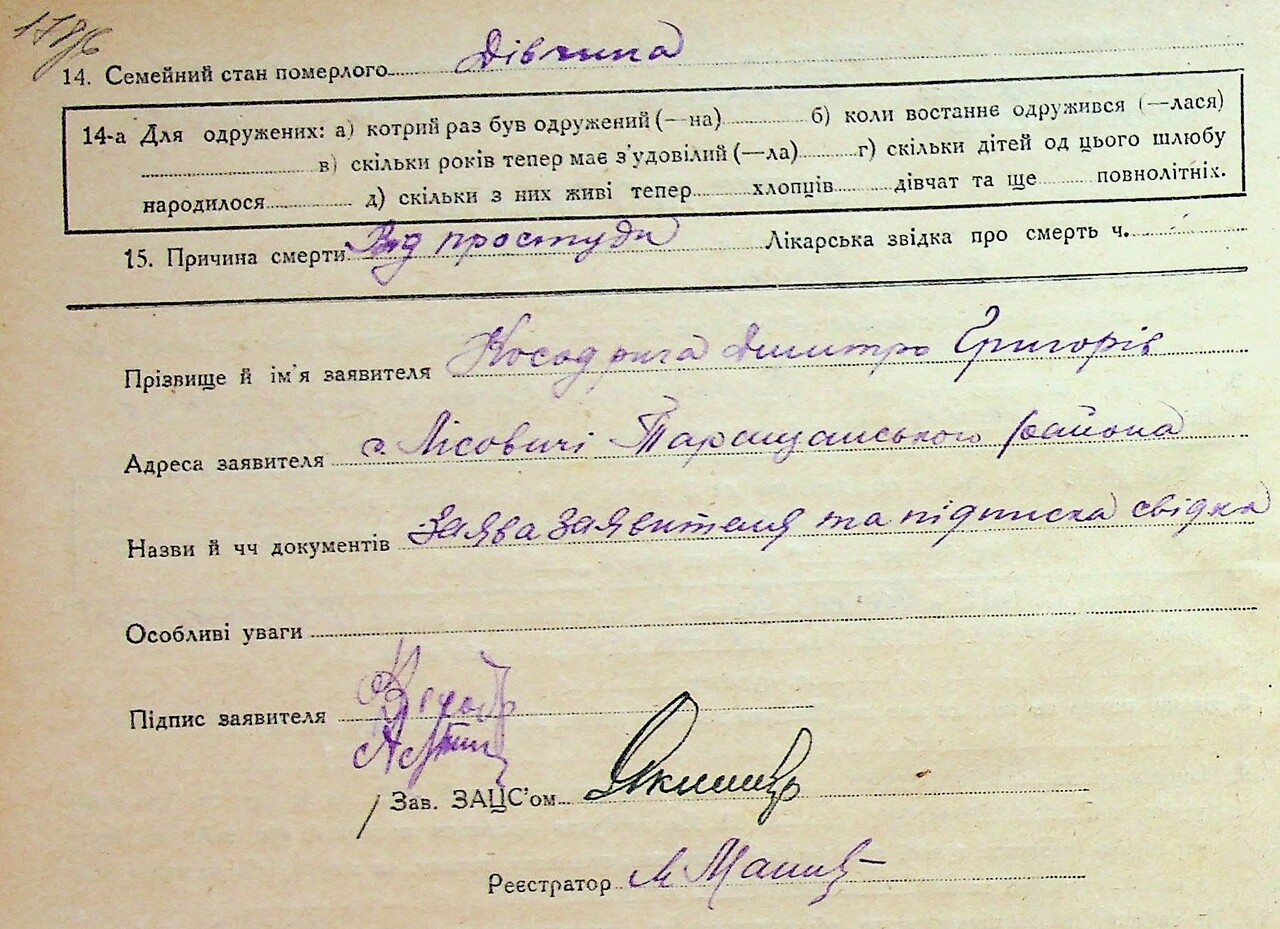 14. Семейний стан померлого Дівчина
14-а Для одружених: а) котрий раз був одружений (—на) б) коли востаннє одружився (—лася)
в) скільки років тепер має з'удовілий (—ла) г) скільки дітей од цього шлюбу
народилося д) скільки з них живі тепер хлопців дівчат та ще повнолітніх.
15. Причина смерти Від простуди Лікарська звідка про смерть ч.
Прізвище й ім'я заявителя Косодрига Дмитро Григорів
Адреса заявителя с. Лісовичі Таращанського района
Назви й чч документів Заява заявителя та підписка свідка
Особливі уваги
Підпис заявителя
Зав. ЗАЦС'ом
Реєстратор